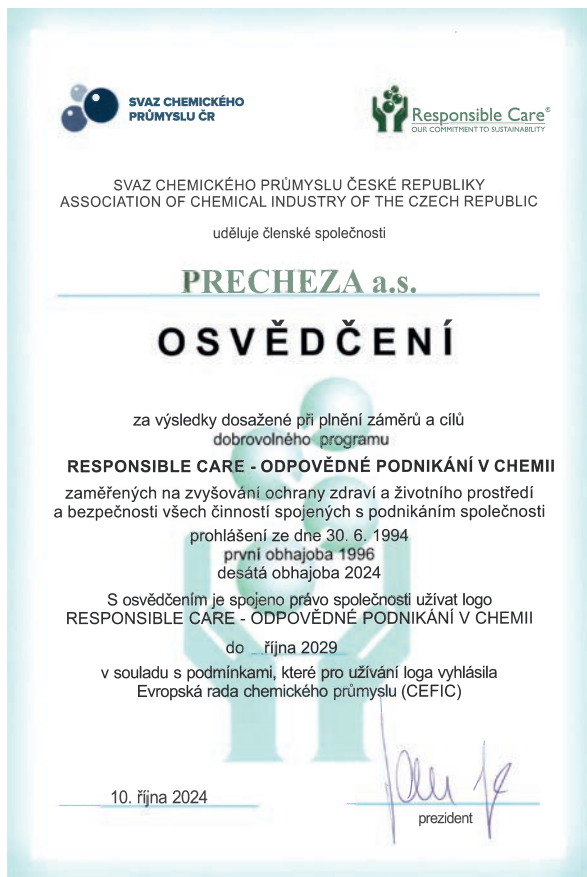 SVAZ CHEMICKÉHO
PRŮMYSLU ČR
Responsible Care®
OUR COMMITMENT TO SUSTAINABILITY
SVAZ CHEMICKÉHO PRŮMYSLU ČESKÉ REPUBLIKY
ASSOCIATION OF CHEMICAL INDUSTRY OF THE CZECH REPUBLIC
uděluje členské společnosti
PRECHEZA a.s.
OSVĚDČENÍ
za výsledky dosažené při plnění záměrů a cílů
dobrovolného programu
RESPONSIBLE CARE - ODPOVĚDNÉ PODNIKÁNÍ V CHEMII
zaměřených na zvyšování ochrany zdraví a životního prostředí
a bezpečnosti všech činností spojených s podnikáním společnosti
prohlášení ze dne 30. 6. 1994
první obhajoba 1996
desátá obhajoba 2024
S osvědčením je spojeno právo společnosti užívat logo
RESPONSIBLE CARE - ODPOVĚDNÉ PODNIKÁNÍ V CHEMII
do října 2029
v souladu s podmínkami, které pro užívání loga vyhlásila
Evropská rada chemického průmyslu (CEFIC)
10. října 2024
prezident